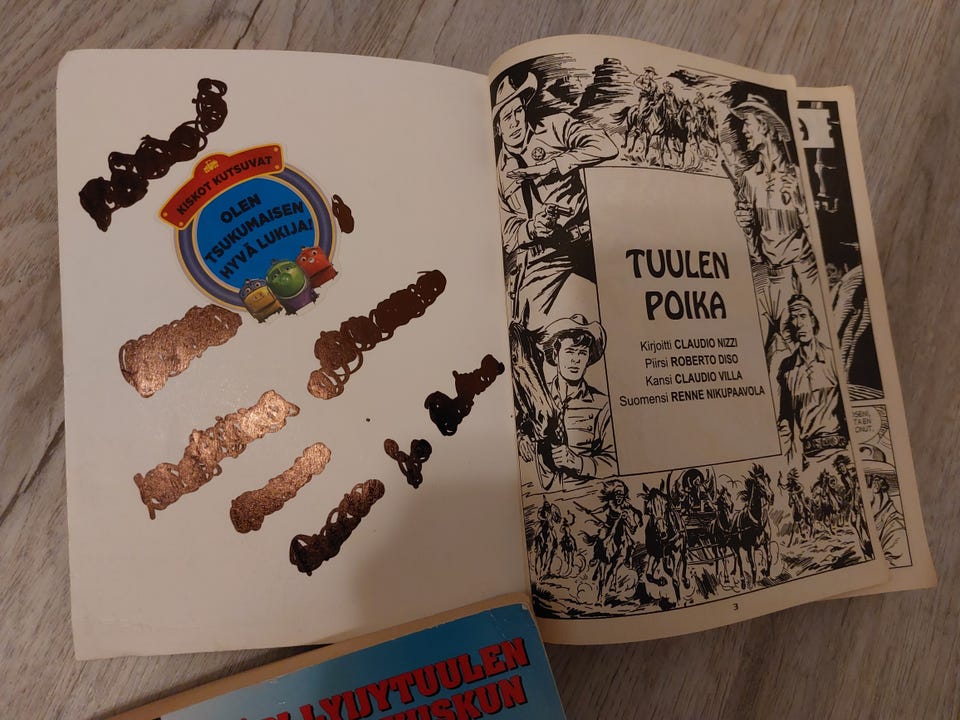 KISKOT KUTSUVAT
OLEN
TSUKUMAISEN
HYVÄ LUKIJA!
TUULEN
POIKA
Kirjoitti CLAUDIO NIZZI
Piirsi ROBERTO DISO
Kansi CLAUDIO VILLA
Suomensi RENNE NIKUPAAVOLA
3
LYIJYTUULEN